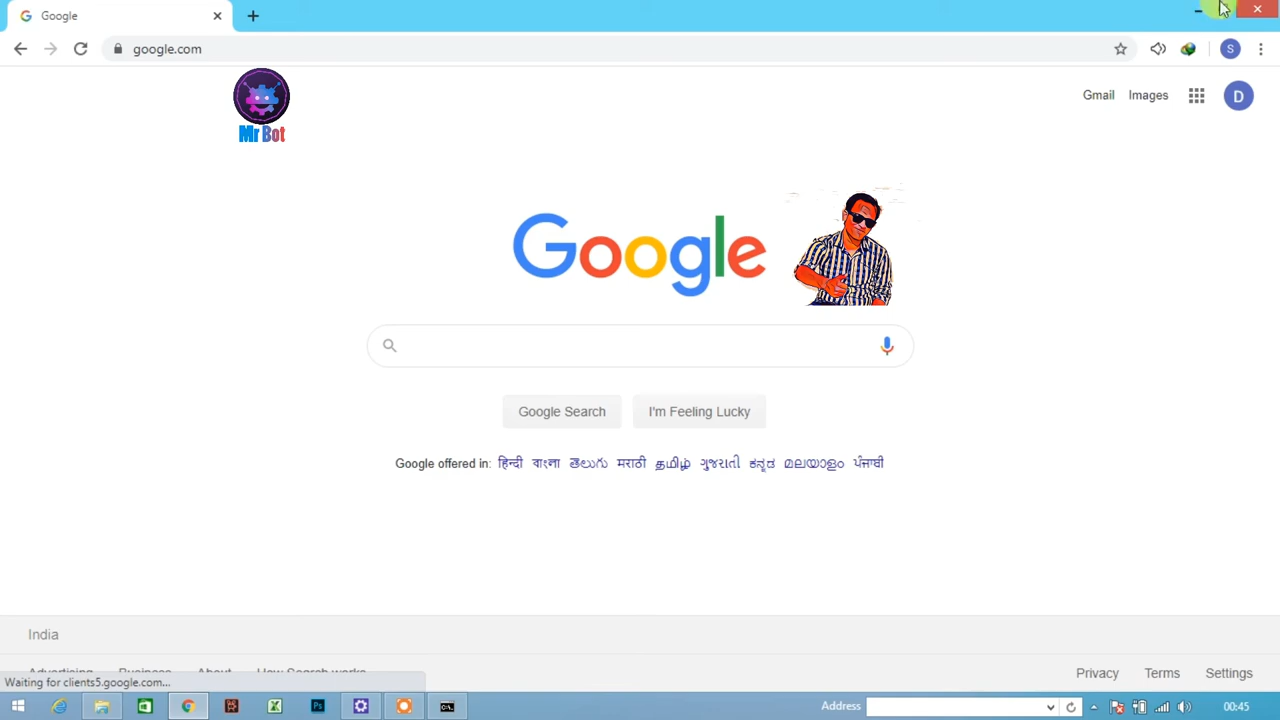 Google
google.com
Mr Bot
Gmail Images
D
S
Google
Google Search I'm Feeling Lucky
Google offered in: हिन्दी বাংলা తెలుగు मराठी தமிழ் ગુજરાતી ಕನ್ನಡ മലയാളം ਪੰਜਾਬੀ
India
Advertising Business About How Search works
Privacy Terms Settings
Waiting for clients5.google.com...
Address
00:45